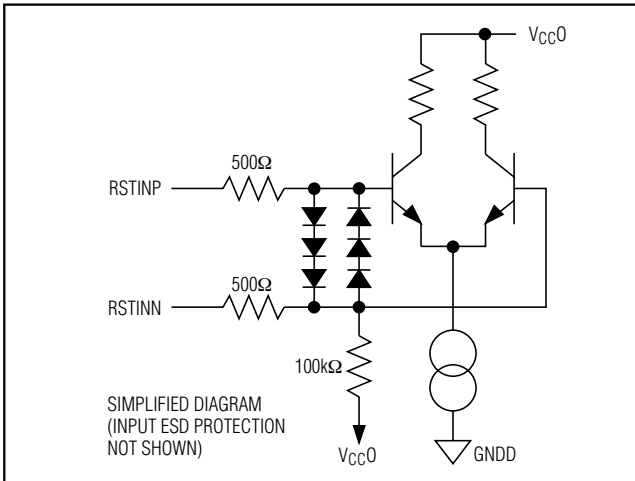 VCCO
500Ω
RSTINP
500Ω
RSTINN
100kΩ
SIMPLIFIED DIAGRAM
(INPUT ESD PROTECTION
NOT SHOWN)
VCCO
GNDD